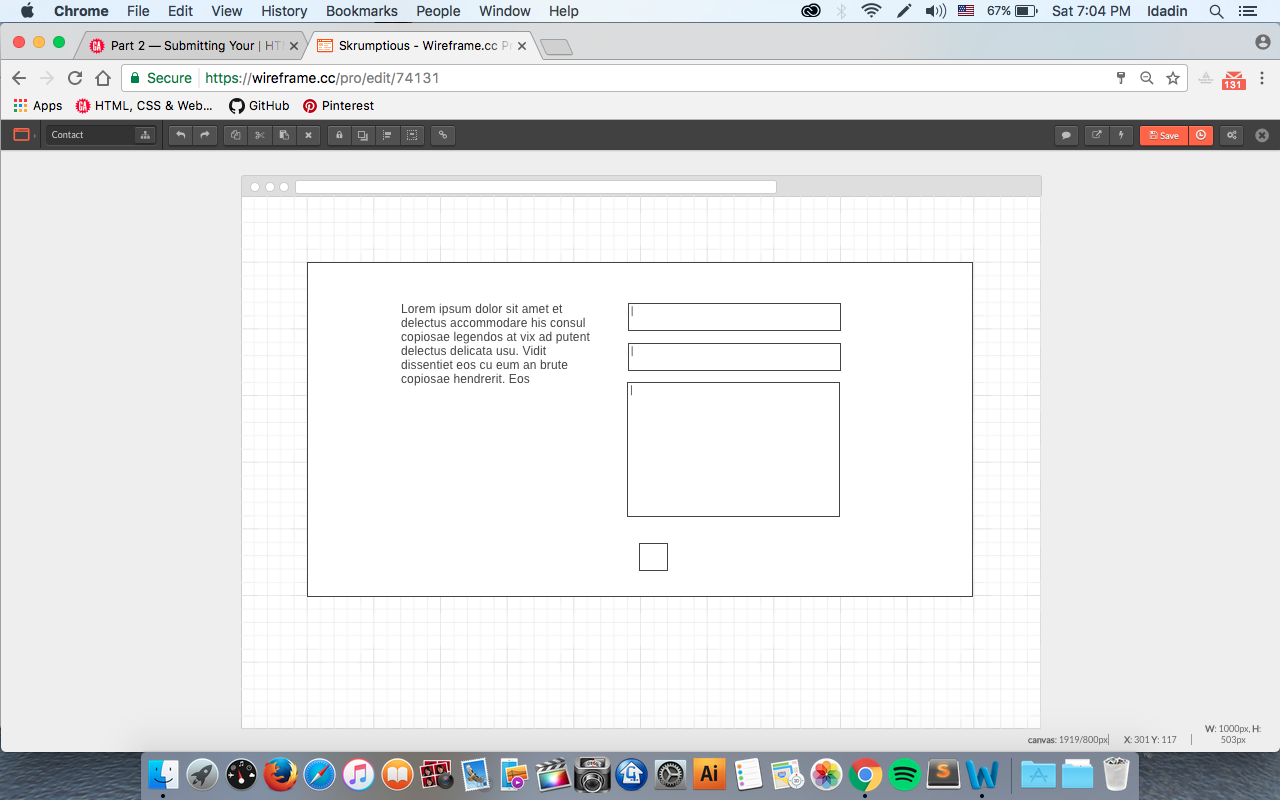 Chrome File Edit View History Bookmarks People Window Help 67% Sat 7:04 PM Idadin
Part 2 — Submitting Your | HT
Skrumptious - Wireframe.cc P
Secure https://wireframe.cc/pro/edit/74131
131
Apps HTML, CSS & Web... GitHub Pinterest
Contact
Save
Lorem ipsum dolor sit amet et
delectus accommodare his consul
copiosae legendos at vix ad putent
delectus delicata usu. Vidit
dissentiet eos cu eum an brute
copiosae hendrerit. Eos
canvas: 1919/800px X: 301 Y: 117 W: 1000px, H:
503px
Ai